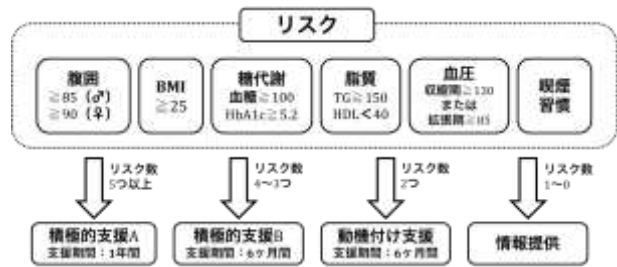 リスク
腹囲
≧85（♂）
≧90（♀）
BMI
≧25
糖代謝
血糖≧100
HbA1c≧5.2
脂質
TG≧150
HDL＜40
血圧
収縮期≧130
または
拡張期≧85
喫煙
習慣
リスク数
5つ以上
リスク数
4〜3つ
リスク数
2つ
リスク数
1〜0
積極的支援A
支援期間：1年間
積極的支援B
支援期間：6ヶ月間
動機付け支援
支援期間：6ヶ月間
情報提供